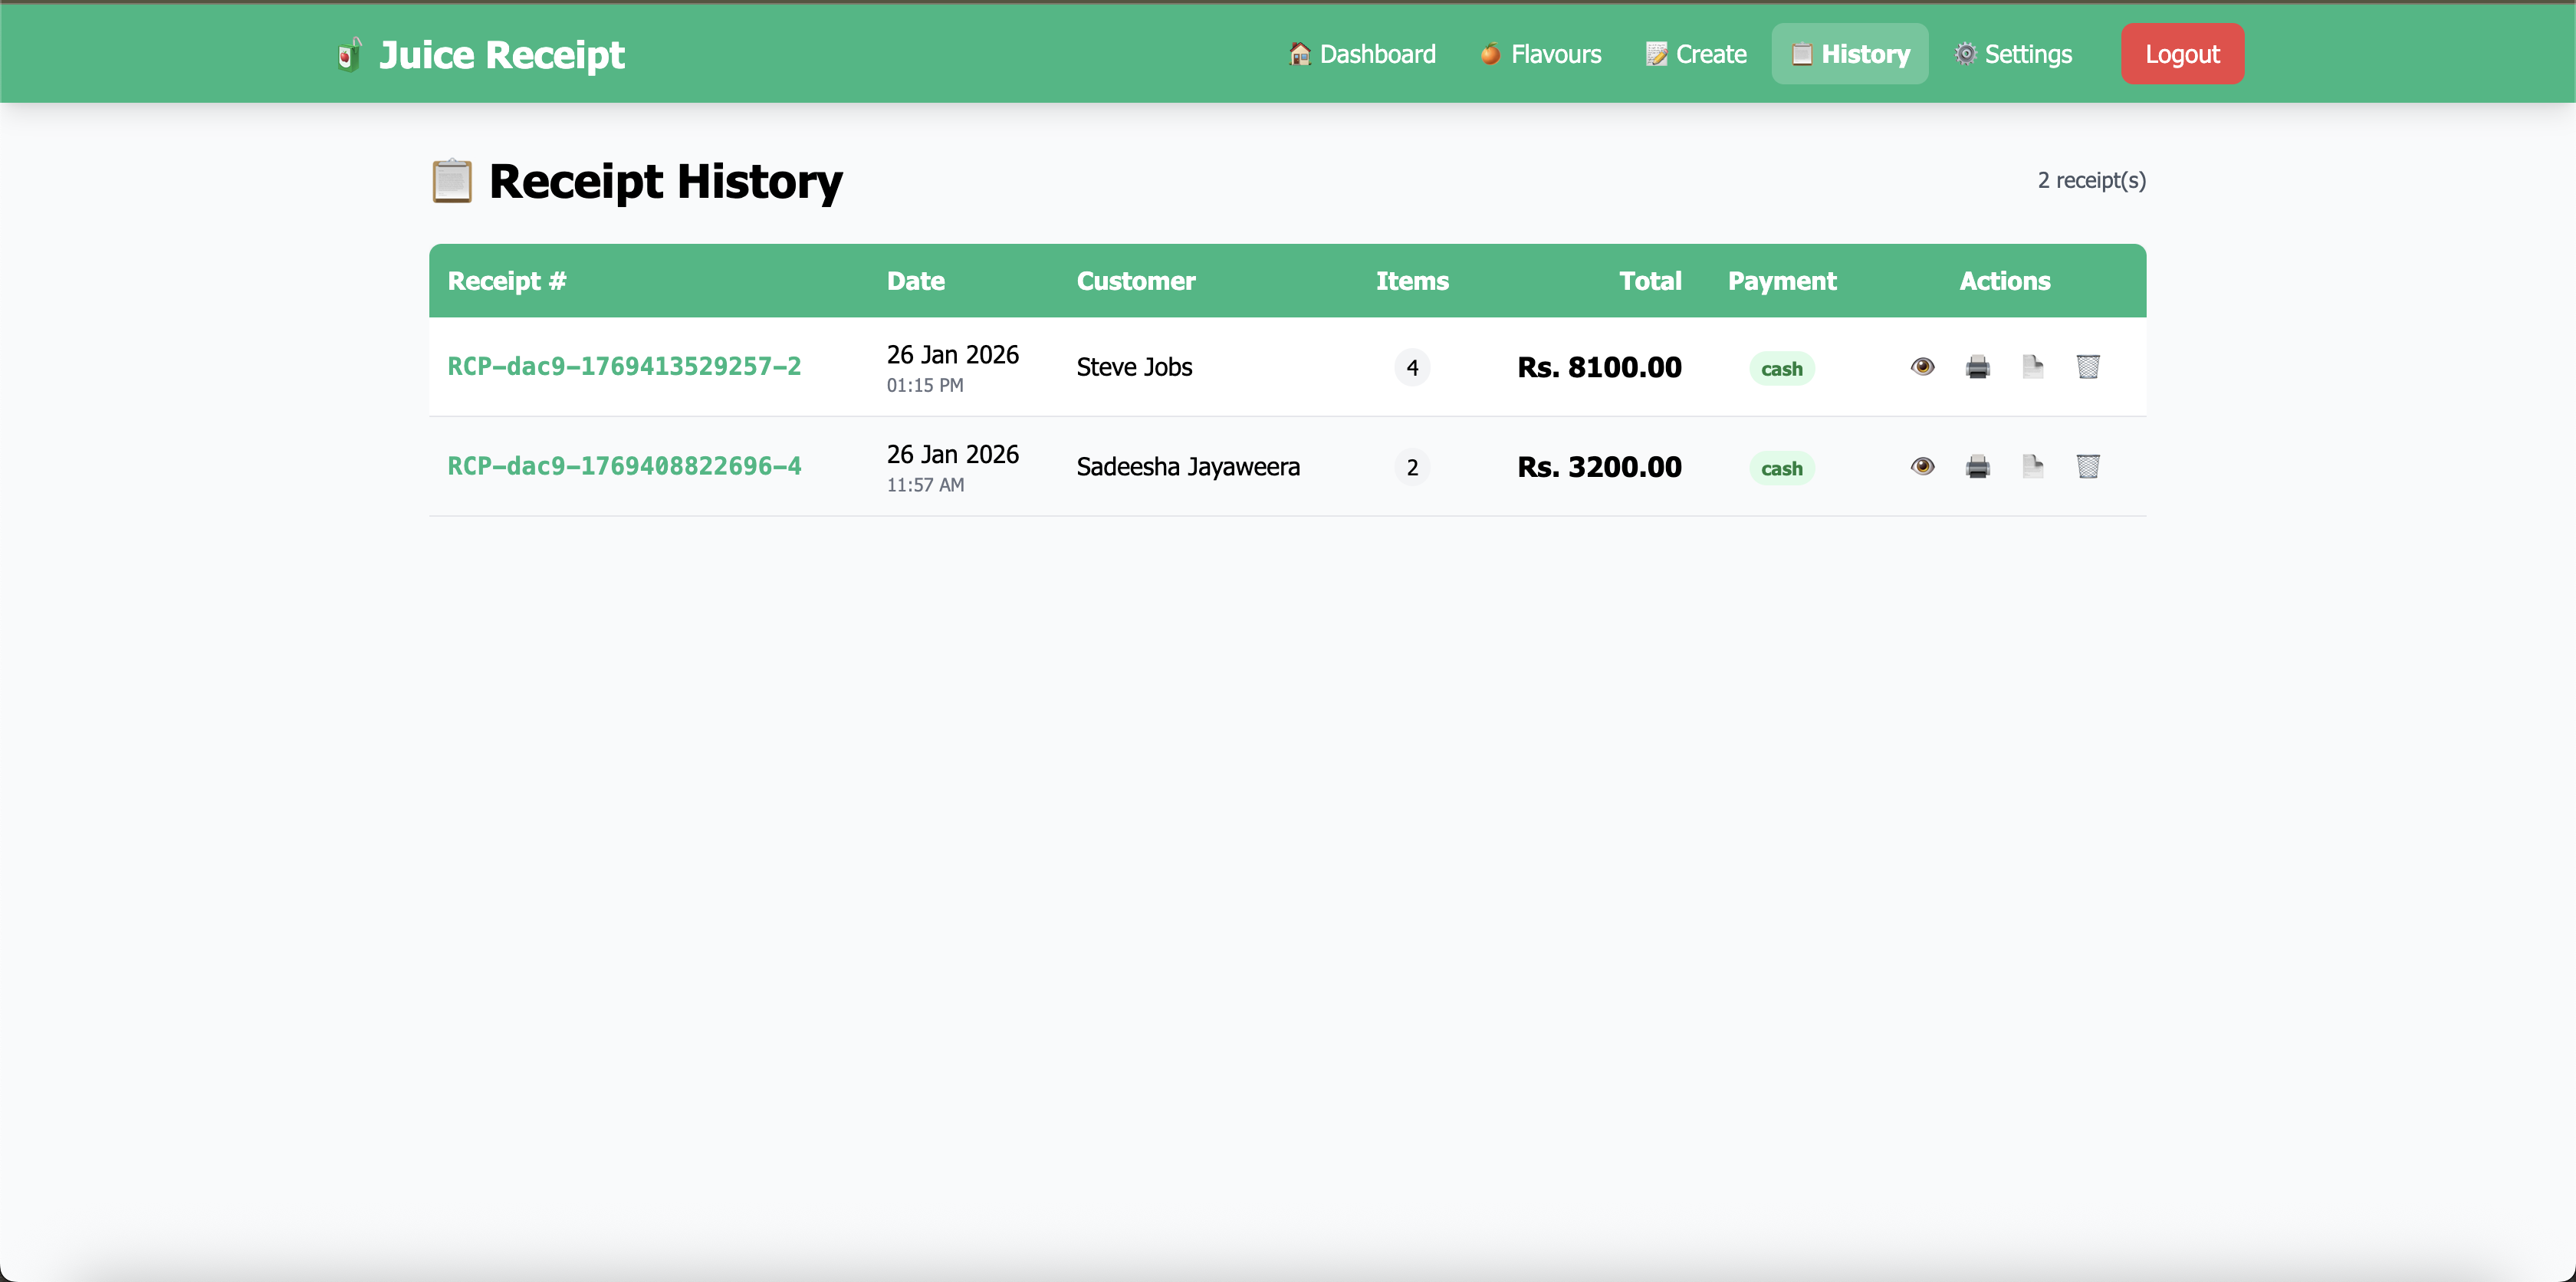 Juice Receipt
Dashboard Flavours Create History Settings Logout
Receipt History
2 receipt(s)
Receipt # Date Customer Items Total Payment Actions
RCP-dac9-1769413529257-2 26 Jan 2026 Steve Jobs 4 Rs. 8100.00 cash
01:15 PM
RCP-dac9-1769408822696-4 26 Jan 2026 Sadeesha Jayaweera 2 Rs. 3200.00 cash
11:57 AM